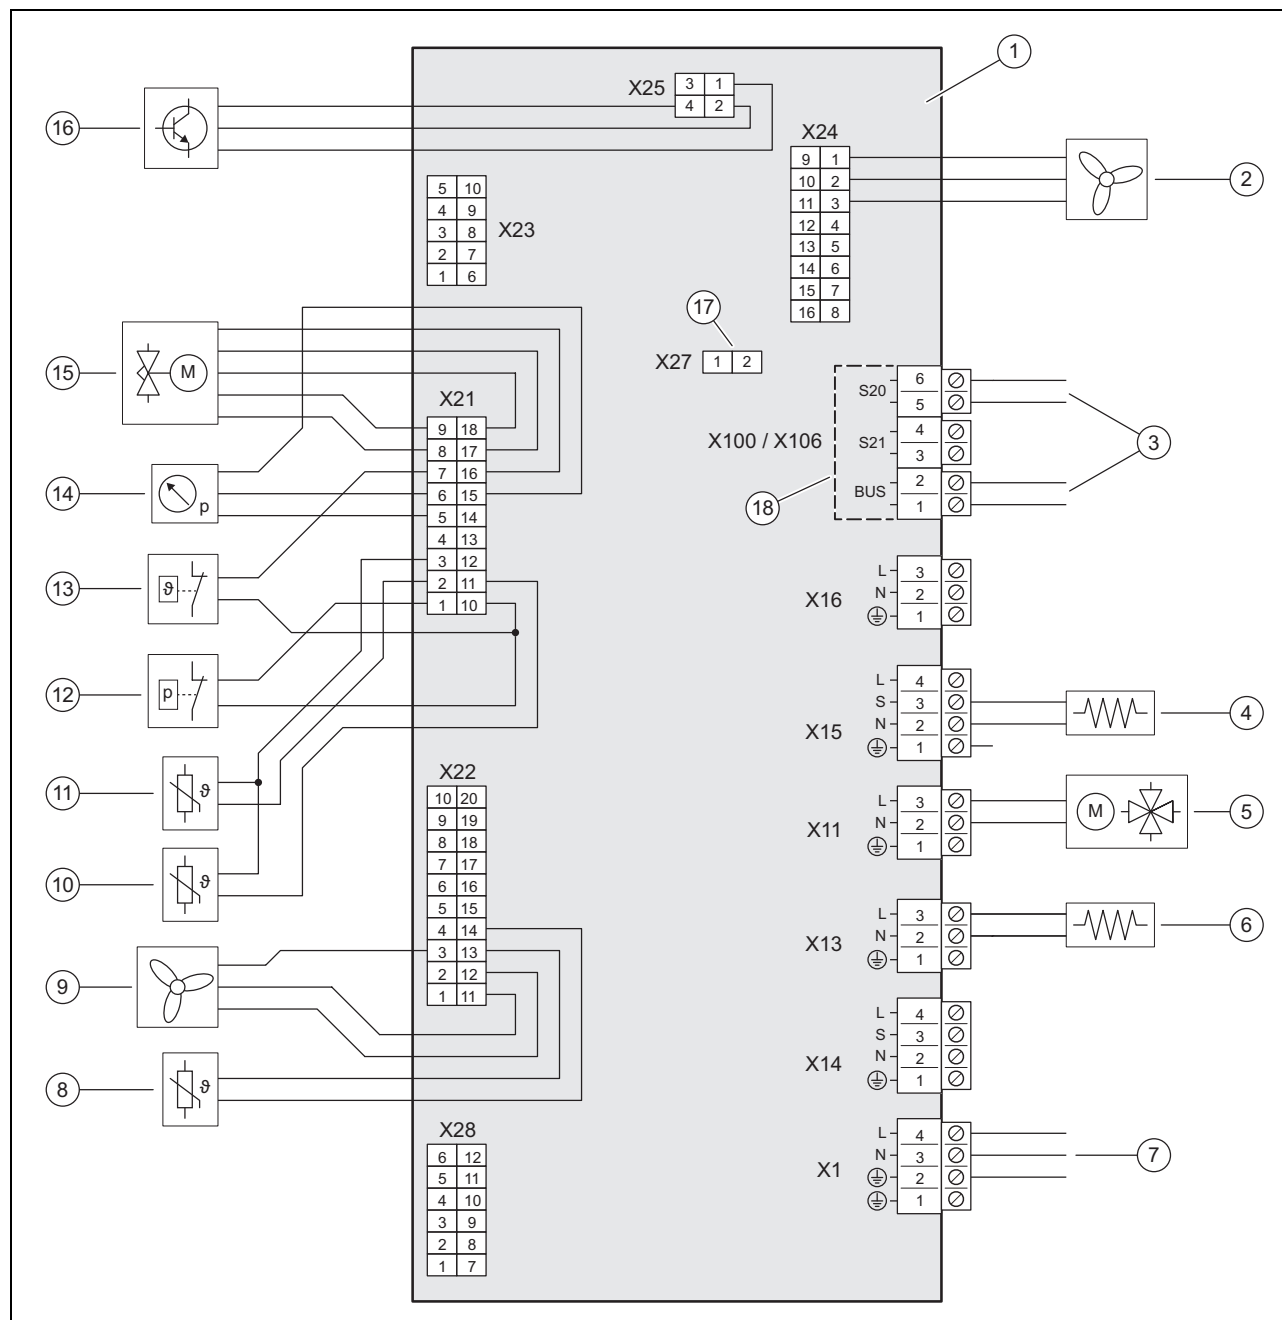 1
X25
3 1
4 2
16
X24
9 1
10 2
11 3
12 4
13 5
14 6
15 7
16 8
2
5 10
4 9
3 8
2 7
1 6
X23
17
X27
1 2
15
M
X21
9 18
8 17
7 16
6 15
5 14
4 13
3 12
2 11
1 10
X100 / X106
S20
6
5
S21
4
3
BUS
2
1
3
18
14
p
13
ϑ
12
p
11
ϑ
10
ϑ
X16
L 3
N 2
1
X15
L 4
S 3
N 2
1
4
X11
L 3
N 2
1
M
5
X13
L 3
N 2
1
6
X22
10 20
9 19
8 18
7 17
6 16
5 15
4 14
3 13
2 12
1 11
9
8
ϑ
X14
L 4
S 3
N 2
1
X1
L 4
N 3
2
1
7
X28
6 12
5 11
4 10
3 9
2 8
1 7